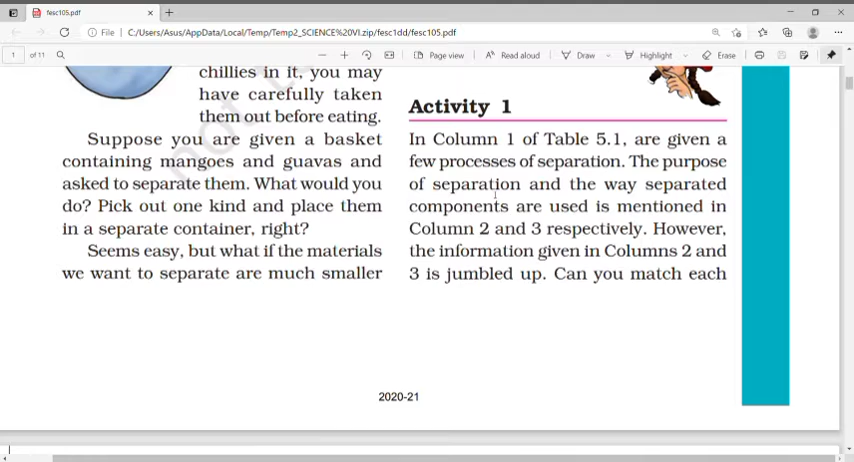 fesc105.pdf
File
C:/Users/Asus/AppData/Local/Temp/Temp2_SCIENCE%20VI.zip/fesc1dd/fesc105.pdf
1 of 11
Page view
Read aloud
Draw
Highlight
Erase
chillies in it, you may
have carefully taken
them out before eating.
Suppose you are given a basket
containing mangoes and guavas and
asked to separate them. What would you
do? Pick out one kind and place them
in a separate container, right?
Seems easy, but what if the materials
we want to separate are much smaller
Activity 1
In Column 1 of Table 5.1, are given a
few processes of separation. The purpose
of separation and the way separated
components are used is mentioned in
Column 2 and 3 respectively. However,
the information given in Columns 2 and
3 is jumbled up. Can you match each
2020-21
not